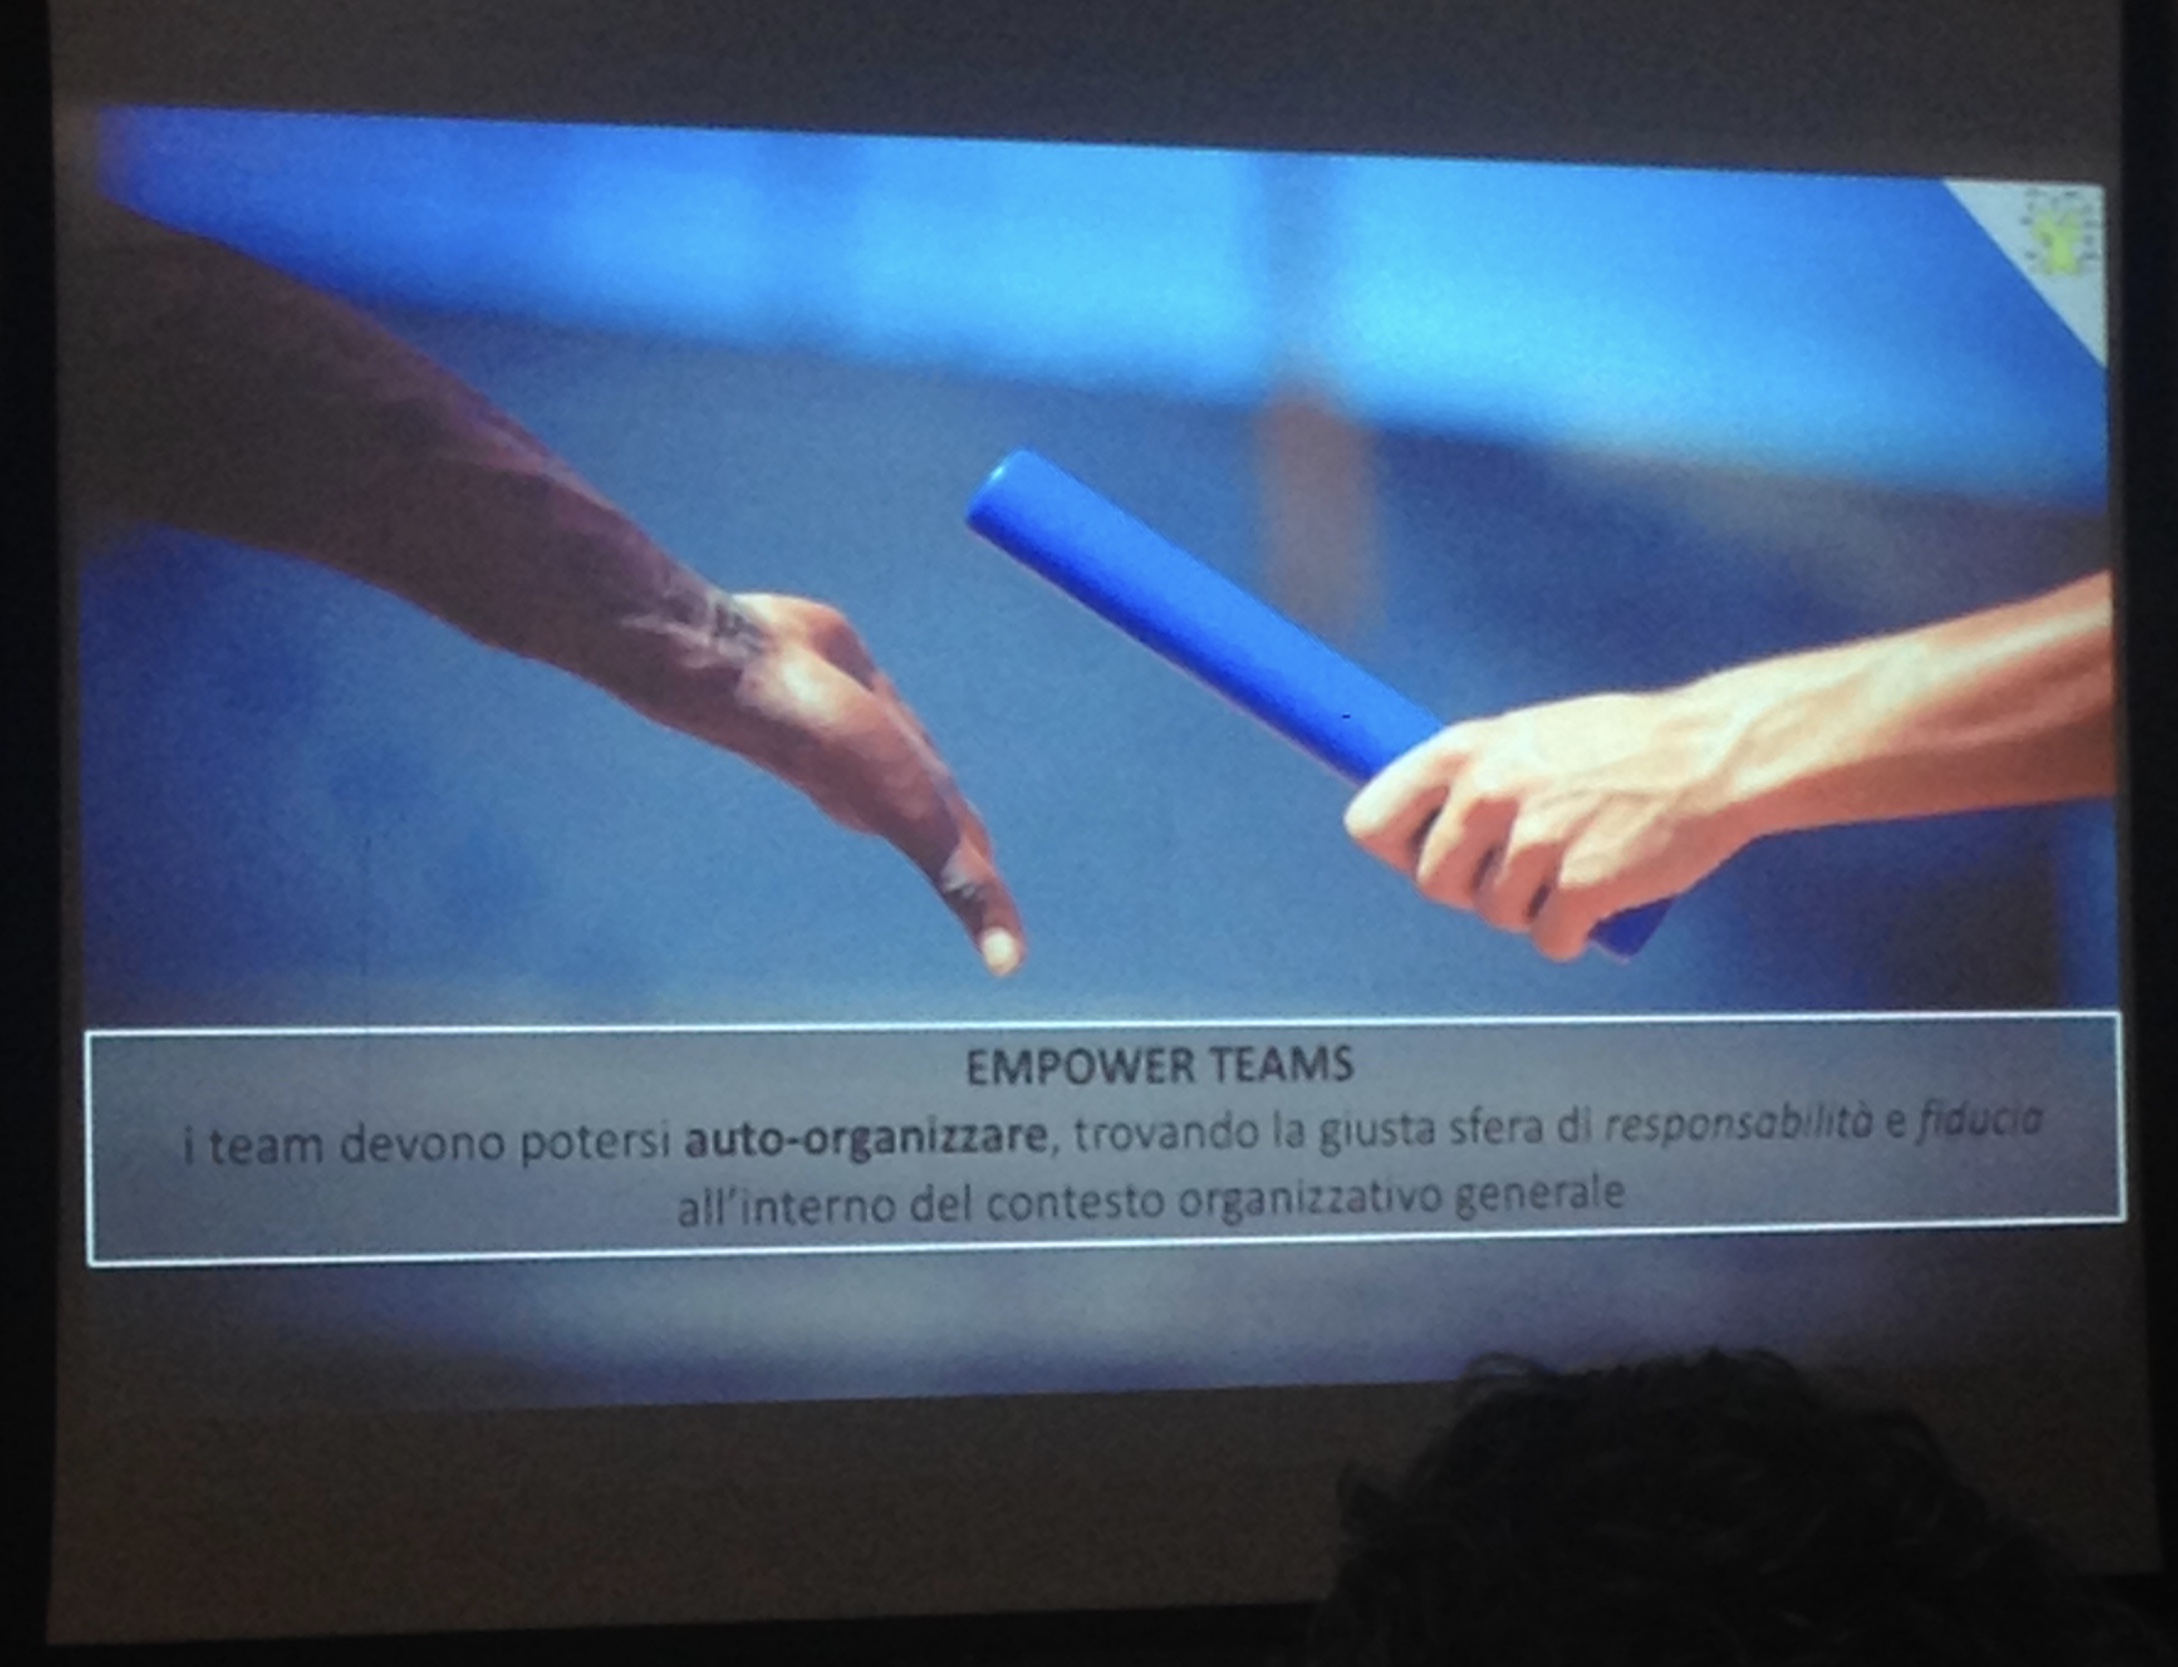 EMPOWER TEAMS
i team devono potersi auto-organizzare, trovando la giusta sfera di responsabilità e fiducia
all'interno del contesto organizzativo generale